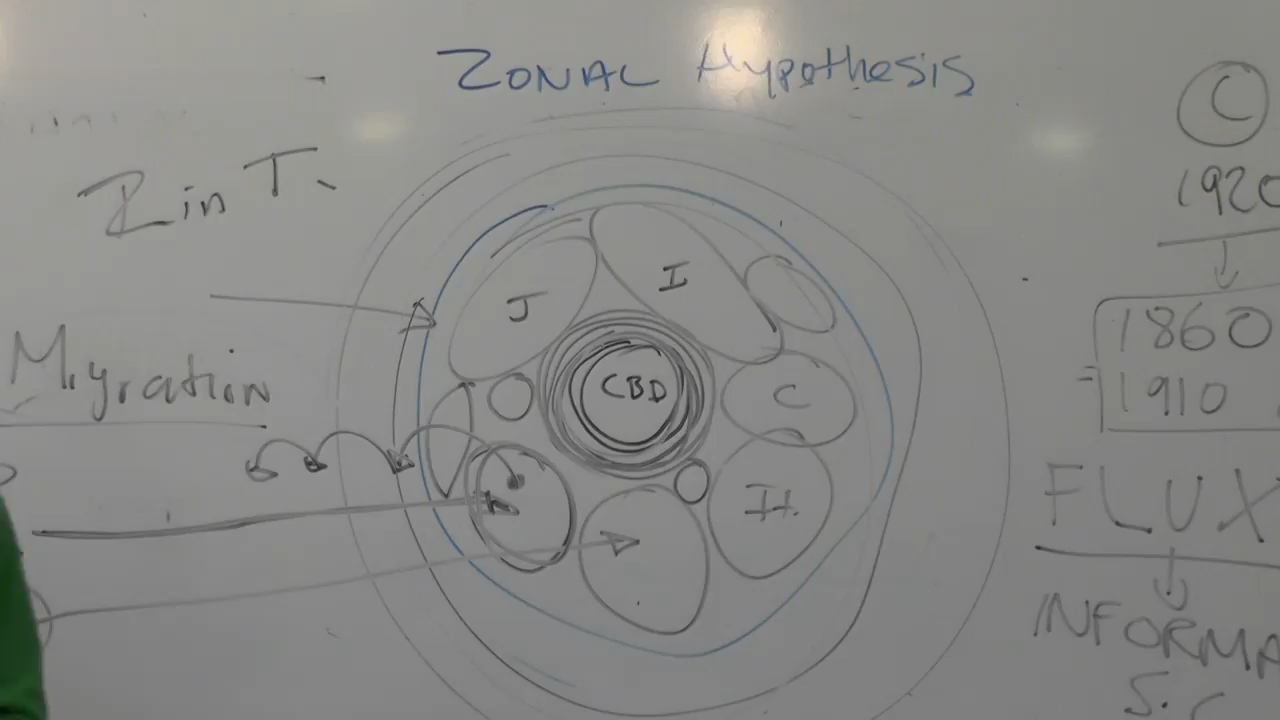 ZONAL Hypothesis
Z in T.
Migration
J
I
CBD
C
H
C
1920
1860
1910
FLUX
INFORMA